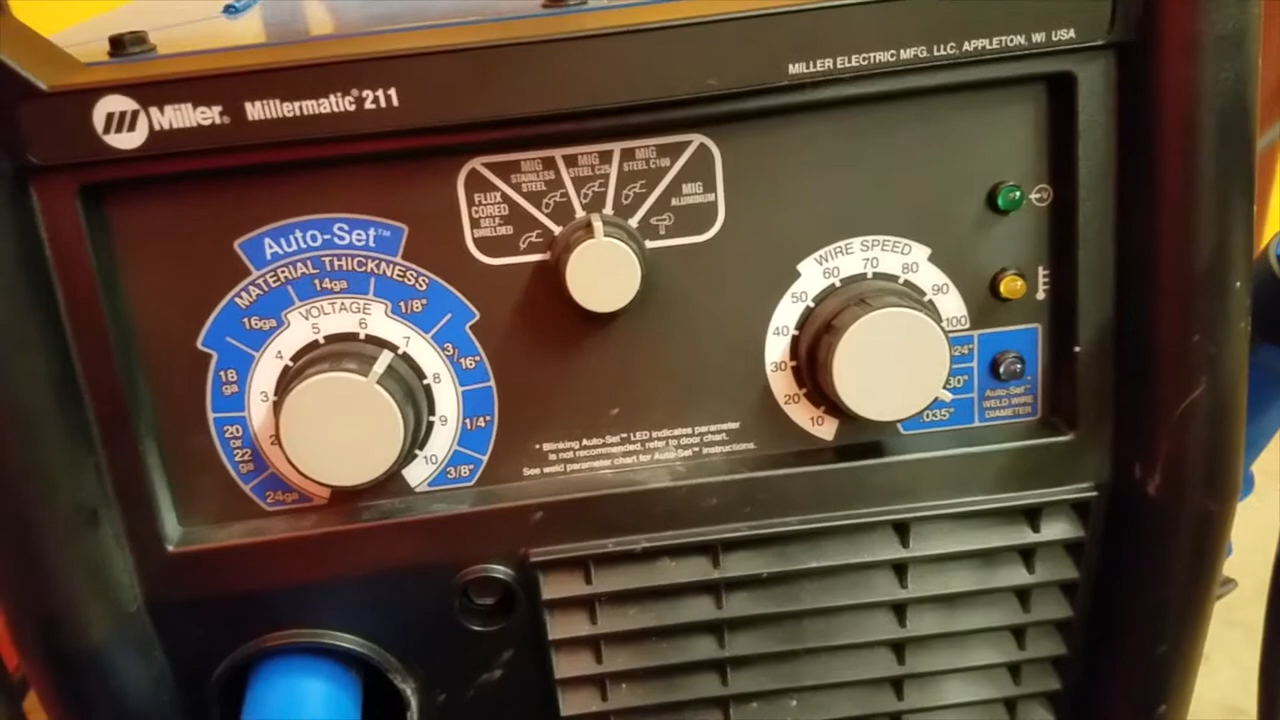 MILLER ELECTRIC MFG. LLC, APPLETON, WI USA
Miller® Millermatic® 211
FLUX
CORED
SELF-
SHIELDED
MIG
STAINLESS
STEEL
MIG
STEEL C25
MIG
STEEL C100
MIG
ALUMINUM
Auto-Set™
MATERIAL THICKNESS
24ga
20
or
22
ga
18
ga
16ga
14ga
1/8"
3/16"
1/4"
3/8"
VOLTAGE
2
3
4
5
6
7
8
9
10
WIRE SPEED
10
20
30
40
50
60
70
80
90
100
.035"
Auto-Set™
WELD WIRE
DIAMETER
* Blinking Auto-Set™ LED indicates parameter
is not recommended, refer to door chart.
See weld parameter chart for Auto-Set™ instructions.